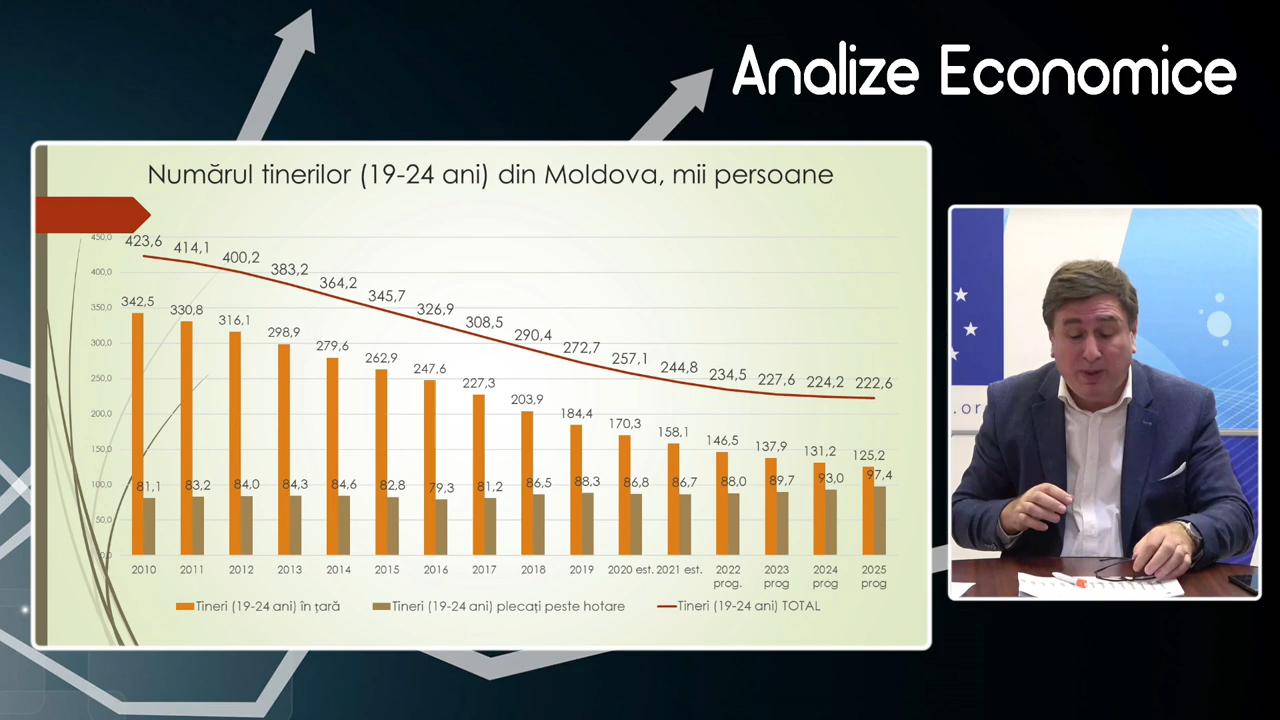 Analize Economice
Numărul tinerilor (19-24 ani) din Moldova, mii persoane
450,0
400,0
350,0
300,0
250,0
200,0
150,0
100,0
50,0
0,0
423,6 414,1 400,2 383,2 364,2 345,7 326,9 308,5 290,4 272,7 257,1 244,8 234,5 227,6 224,2 222,6
342,5 330,8 316,1 298,9 279,6 262,9 247,6 227,3 203,9 184,4 170,3 158,1 146,5 137,9 131,2 125,2
81,1 83,2 84,0 84,3 84,6 82,8 79,3 81,2 86,5 88,3 86,8 86,7 88,0 89,7 93,0 97,4
2010 2011 2012 2013 2014 2015 2016 2017 2018 2019 2020 est. 2021 est. 2022 prog. 2023 prog 2024 prog 2025 prog
Tineri (19-24 ani) în țară Tineri (19-24 ani) plecați peste hotare Tineri (19-24 ani) TOTAL
.or